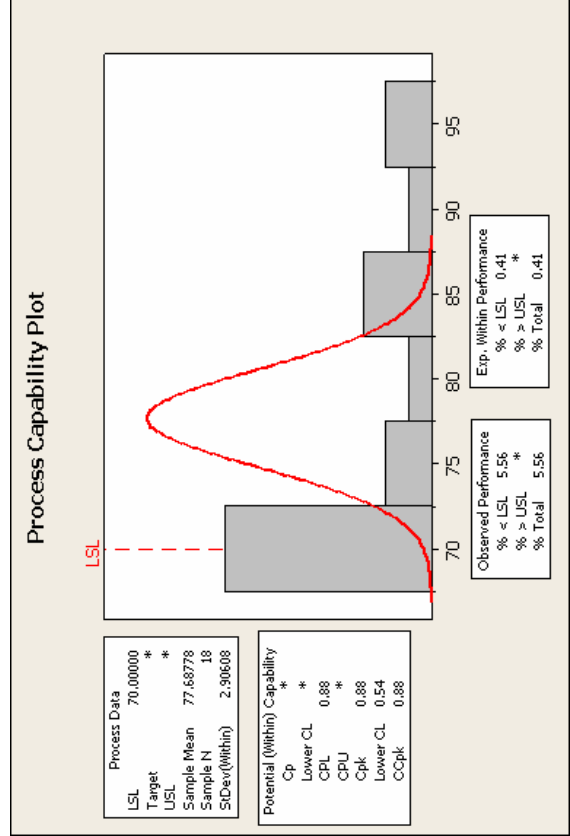 Process Capability Plot
Process Data
LSL 70.00000
Target *
USL *
Sample Mean 77.68778
Sample N 18
StDev(Within) 2.90608
Potential (Within) Capability
Cp *
Lower CL *
CPL 0.88
CPU *
Cpk 0.88
Lower CL 0.54
CCpk 0.88
LSL
70 75 80 85 90 95
Observed Performance
% < LSL 5.56
% > USL *
% Total 5.56
Exp. Within Performance
% < LSL 0.41
% > USL *
% Total 0.41